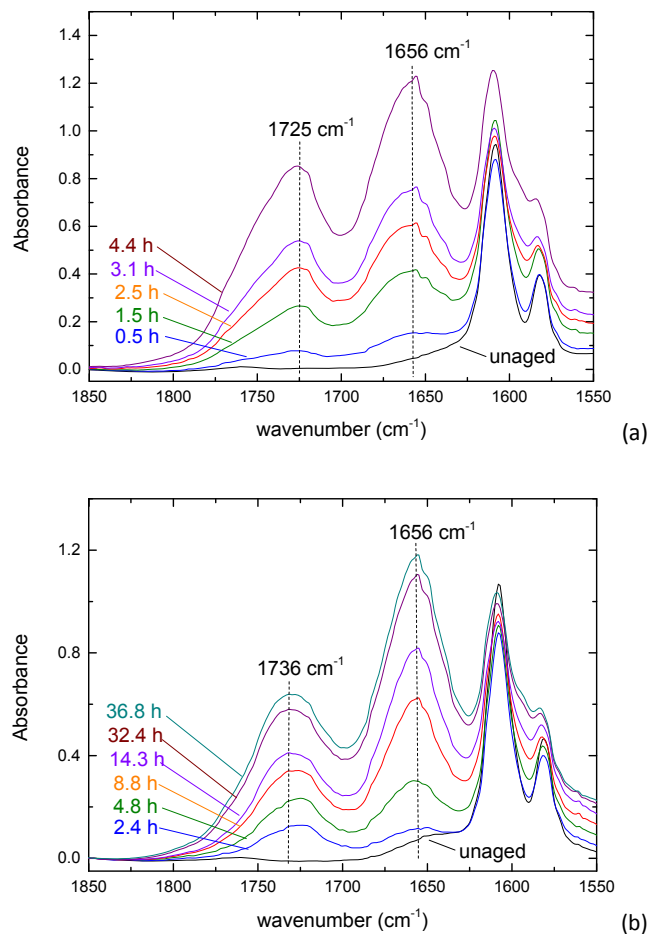 1656 cm⁻¹
1725 cm⁻¹
1.4
1.2
1.0
0.8
0.6
0.4
0.2
0.0
Absorbance
4.4 h
3.1 h
2.5 h
1.5 h
0.5 h
unaged
1850 1800 1750 1700 1650 1600 1550
wavenumber (cm⁻¹)
(a)
1656 cm⁻¹
1736 cm⁻¹
1.2
0.8
0.4
0.0
Absorbance
36.8 h
32.4 h
14.3 h
8.8 h
4.8 h
2.4 h
unaged
1850 1800 1750 1700 1650 1600 1550
wavenumber (cm⁻¹)
(b)